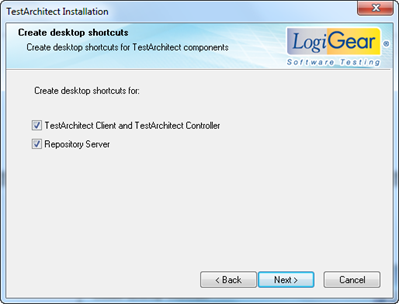 TestArchitect Installation
Create desktop shortcuts
Create desktop shortcuts for TestArchitect components
LogiGear ®
Software Testing
Create desktop shortcuts for:
TestArchitect Client and TestArchitect Controller
Repository Server
< Back
Next >
Cancel